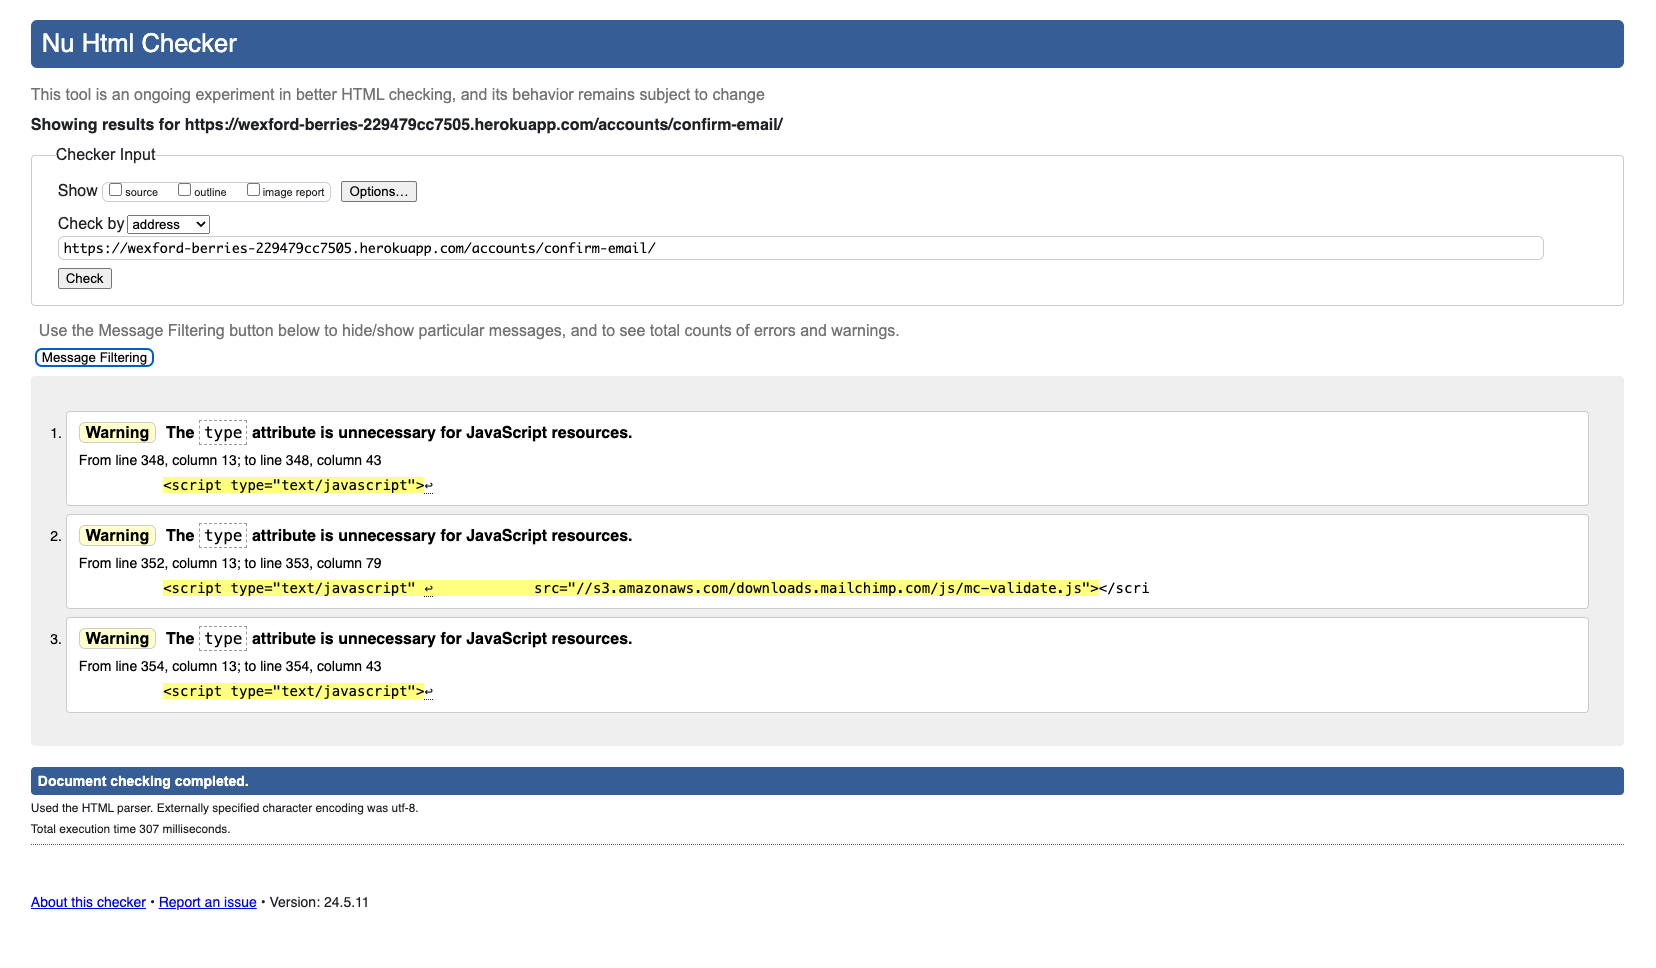 Nu Html Checker
This tool is an ongoing experiment in better HTML checking, and its behavior remains subject to change
Showing results for https://wexford-berries-229479cc7505.herokuapp.com/accounts/confirm-email/
Checker Input
Show source outline image report Options...
Check by address
https://wexford-berries-229479cc7505.herokuapp.com/accounts/confirm-email/
Check
Use the Message Filtering button below to hide/show particular messages, and to see total counts of errors and warnings.
Message Filtering
1. Warning The type attribute is unnecessary for JavaScript resources.
From line 348, column 13; to line 348, column 43
<script type="text/javascript">↩
2. Warning The type attribute is unnecessary for JavaScript resources.
From line 352, column 13; to line 353, column 79
<script type="text/javascript" ↩ src="//s3.amazonaws.com/downloads.mailchimp.com/js/mc-validate.js"></scri
3. Warning The type attribute is unnecessary for JavaScript resources.
From line 354, column 13; to line 354, column 43
<script type="text/javascript">↩
Document checking completed.
Used the HTML parser. Externally specified character encoding was utf-8.
Total execution time 307 milliseconds.
About this checker • Report an issue • Version: 24.5.11